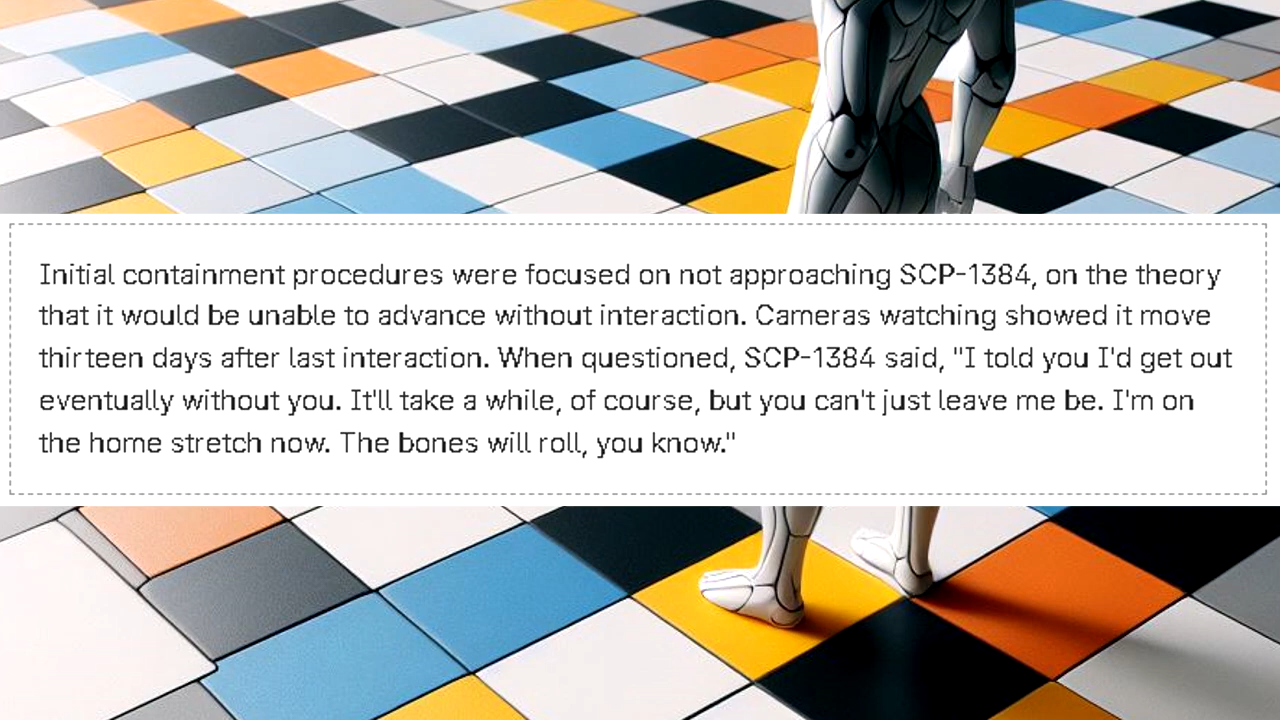 Initial containment procedures were focused on not approaching SCP-1384, on the theory
that it would be unable to advance without interaction. Cameras watching showed it move
thirteen days after last interaction. When questioned, SCP-1384 said, "I told you I'd get out
eventually without you. It'll take a while, of course, but you can't just leave me be. I'm on
the home stretch now. The bones will roll, you know."